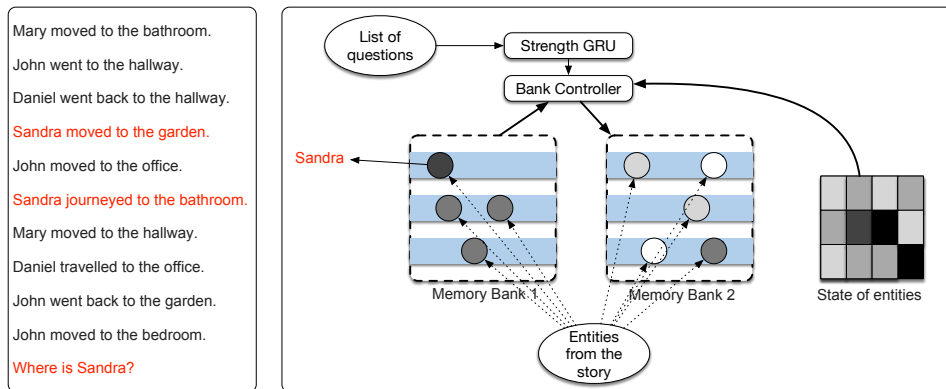 Mary moved to the bathroom.
John went to the hallway.
Daniel went back to the hallway.
Sandra moved to the garden.
John moved to the office.
Sandra journeyed to the bathroom.
Mary moved to the hallway.
Daniel travelled to the office.
John went back to the garden.
John moved to the bedroom.
Where is Sandra?
List of
questions
Strength GRU
Bank Controller
Sandra
Memory Bank 1
Memory Bank 2
State of entities
Entities
from the
story